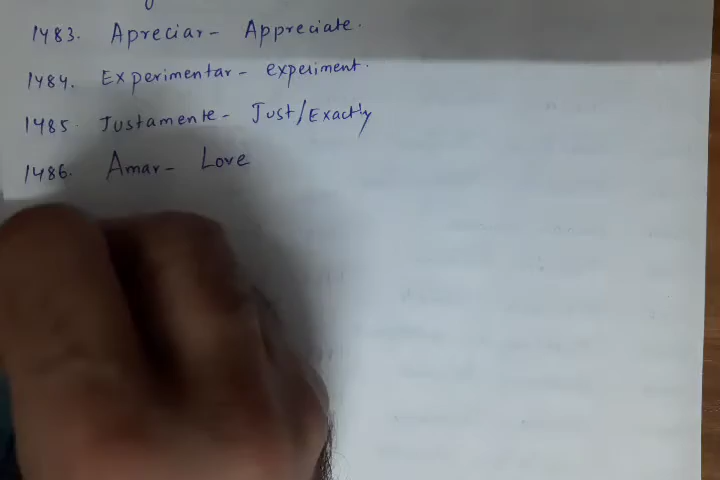 1483. Apreciar - Appreciate.
1484. Experimentar - experiment.
1485. Justamente - Just/Exactly
1486. Amar - Love